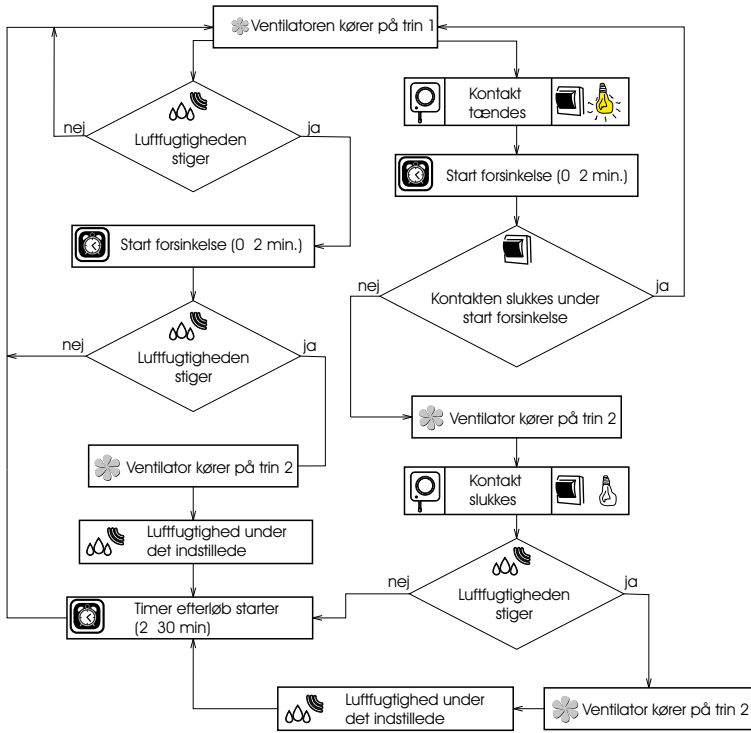 Ventilatoren kører på trin 1
Kontakt
tændes
nej
Luftfugtigheden
stiger
ja
Start forsinkelse (0 2 min.)
Start forsinkelse (0 2 min.)
nej
Kontakten slukkes under
start forsinkelse
ja
nej
Luftfugtigheden
stiger
ja
Ventilator kører på trin 2
Ventilator kører på trin 2
Kontakt
slukkes
Luftfugtighed under
det indstillede
nej
Luftfugtigheden
stiger
ja
Timer efterløb starter
(2 30 min)
Luftfugtighed under
det indstillede
Ventilator kører på trin 2